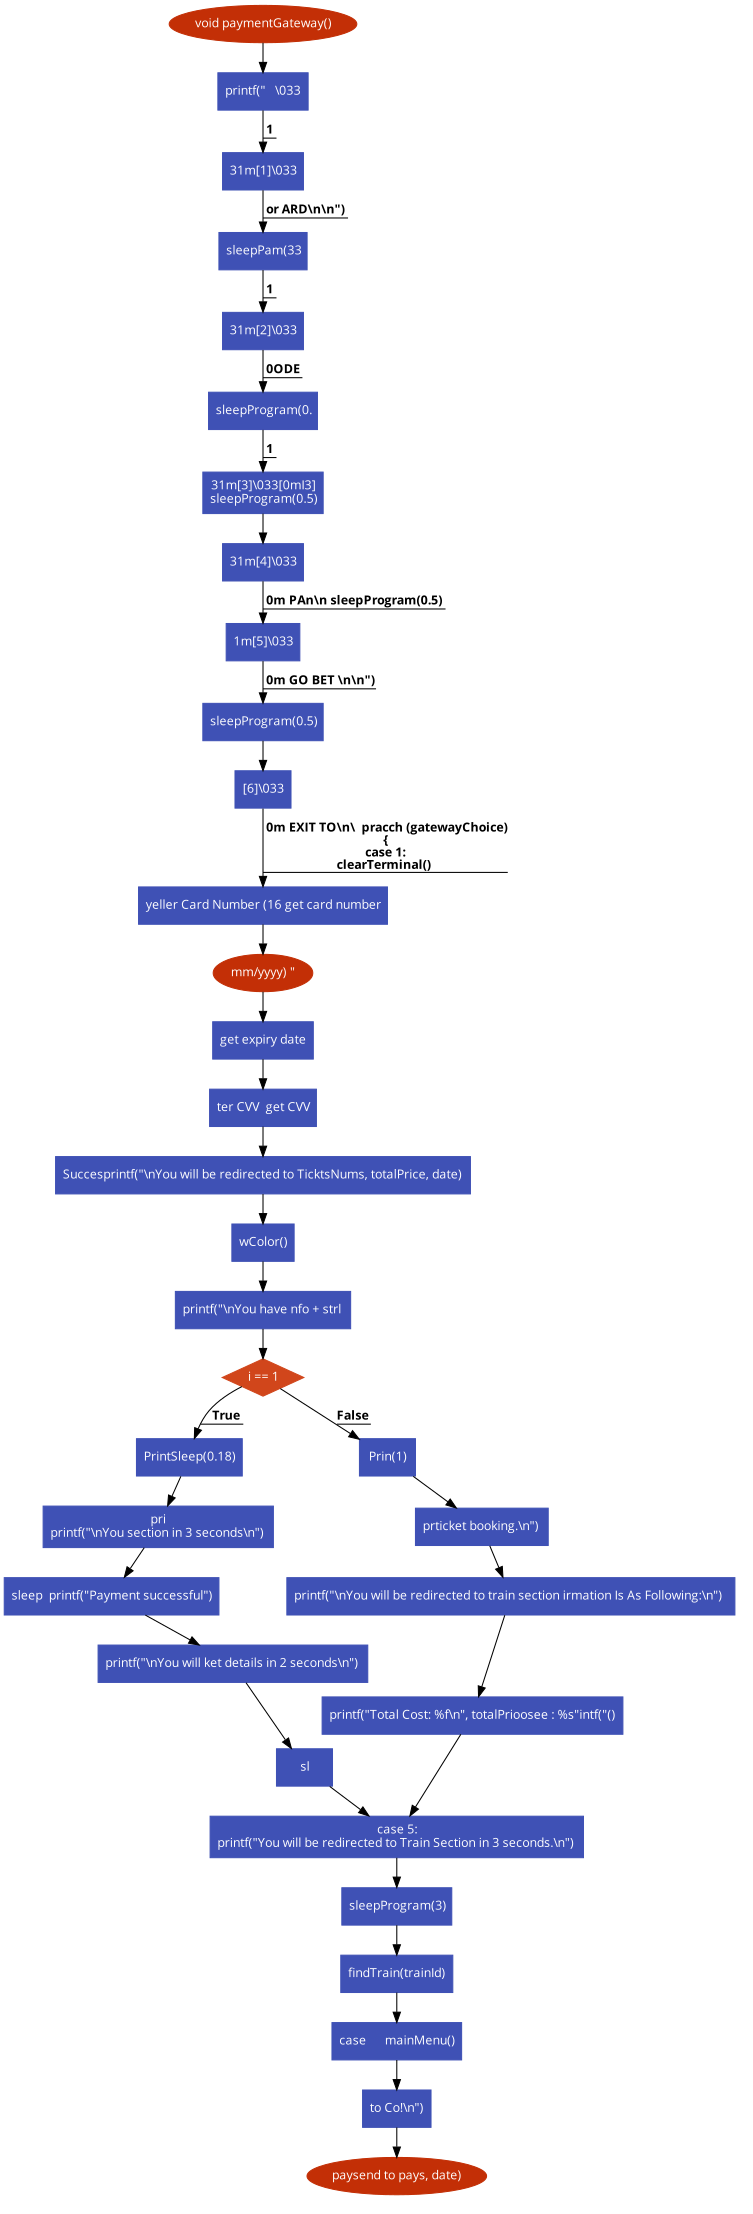 void paymentGateway()
printf("   \033
1
31m[1]\033
or ARD\n\n")
sleepPam(33
1
31m[2]\033
0ODE
sleepProgram(0.
1
31m[3]\033[0ml3]
sleepProgram(0.5)
31m[4]\033
0m PAn\n sleepProgram(0.5)
1m[5]\033
0m GO BET \n\n")
sleepProgram(0.5)
[6]\033
0m EXIT TO\n\  pracch (gatewayChoice)
{
case 1:
clearTerminal()
yeller Card Number (16 get card number
mm/yyyy) "
get expiry date
ter CVV  get CVV
Succesprintf("\nYou will be redirected to TicktsNums, totalPrice, date)
wColor()
printf("\nYou have nfo + strl
i == 1
True
False
PrintSleep(0.18)
Prin(1)
pri
printf("\nYou section in 3 seconds\n")
prticket booking.\n")
sleep  printf("Payment successful")
printf("\nYou will be redirected to train section irmation Is As Following:\n")
printf("\nYou will ket details in 2 seconds\n")
printf("Total Cost: %f\n", totalPrioosee : %s"intf("()
sl
case 5:
printf("You will be redirected to Train Section in 3 seconds.\n")
sleepProgram(3)
findTrain(trainId)
case      mainMenu()
to Co!\n")
paysend to pays, date)